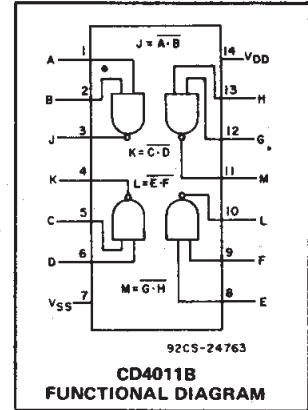 J = A·B
A 1
14 VDD
B 2
13 H
J 3
12 G
K = C·D
K 4
11 M
L = E·F
C 5
10 L
D 6
9 F
M = G·H
VSS 7
8 E
92CS-24763
CD4011B
FUNCTIONAL DIAGRAM